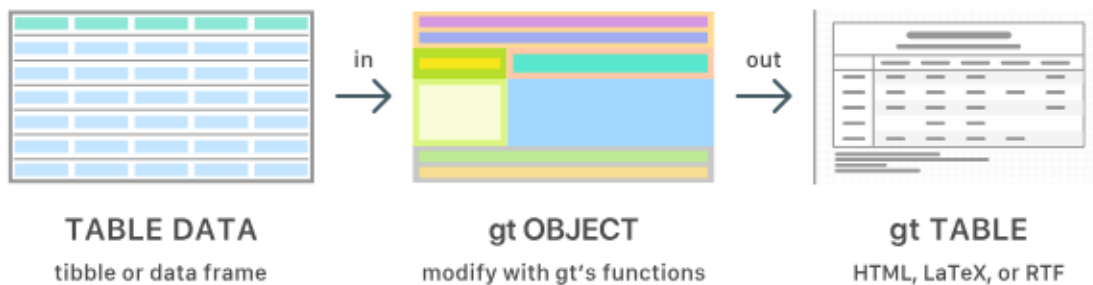 in
out
TABLE DATA
gt OBJECT
gt TABLE
tibble or data frame
modify with gt's functions
HTML, LaTeX, or RTF